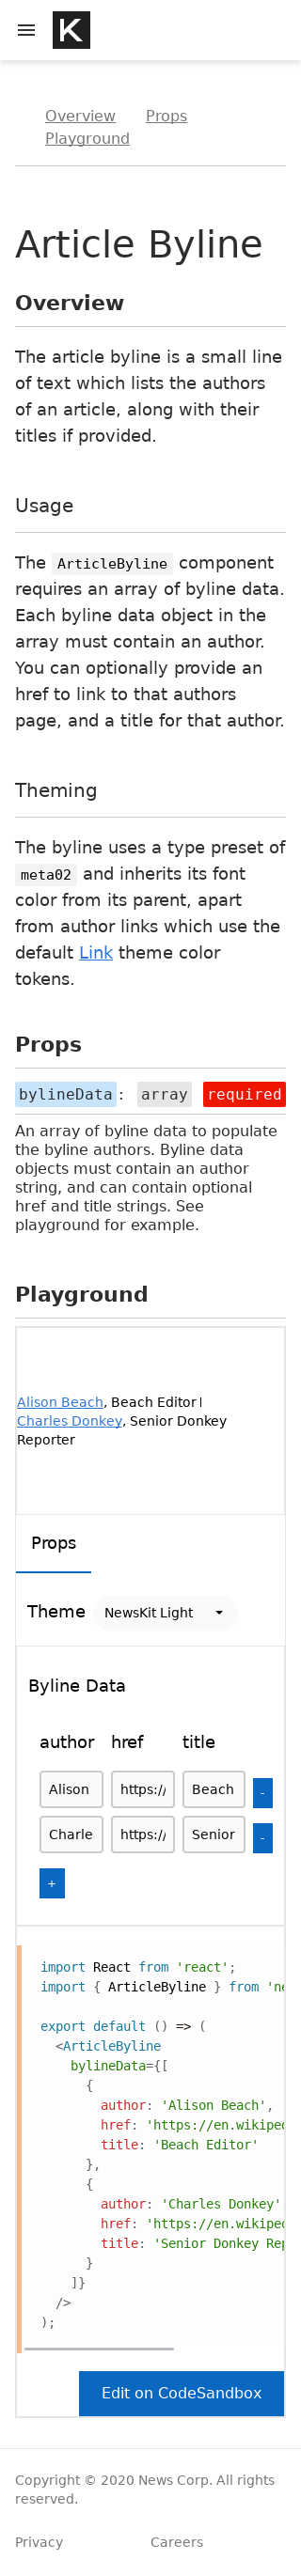 K
Overview Props
Playground
Article Byline
Overview
The article byline is a small line
of text which lists the authors
of an article, along with their
titles if provided.
Usage
The ArticleByline component
requires an array of byline data.
Each byline data object in the
array must contain an author.
You can optionally provide an
href to link to that authors
page, and a title for that author.
Theming
The byline uses a type preset of
meta02 and inherits its font
color from its parent, apart
from author links which use the
default Link theme color
tokens.
Props
bylineData: array required
An array of byline data to populate
the byline authors. Byline data
objects must contain an author
string, and can contain optional
href and title strings. See
playground for example.
Playground
Alison Beach, Beach Editor|
Charles Donkey, Senior Donkey
Reporter
Props
Theme NewsKit Light
Byline Data
author href title
Alison https:// Beach -
Charle https:// Senior -
+
import React from 'react';
import { ArticleByline } from 'ne
export default () => (
<ArticleByline
bylineData={[
{
author: 'Alison Beach',
href: 'https://en.wikiped
title: 'Beach Editor'
},
{
author: 'Charles Donkey'
href: 'https://en.wikiped
title: 'Senior Donkey Rep
}
]}
/>
);
Edit on CodeSandbox
Copyright © 2020 News Corp. All rights
reserved.
Privacy Careers